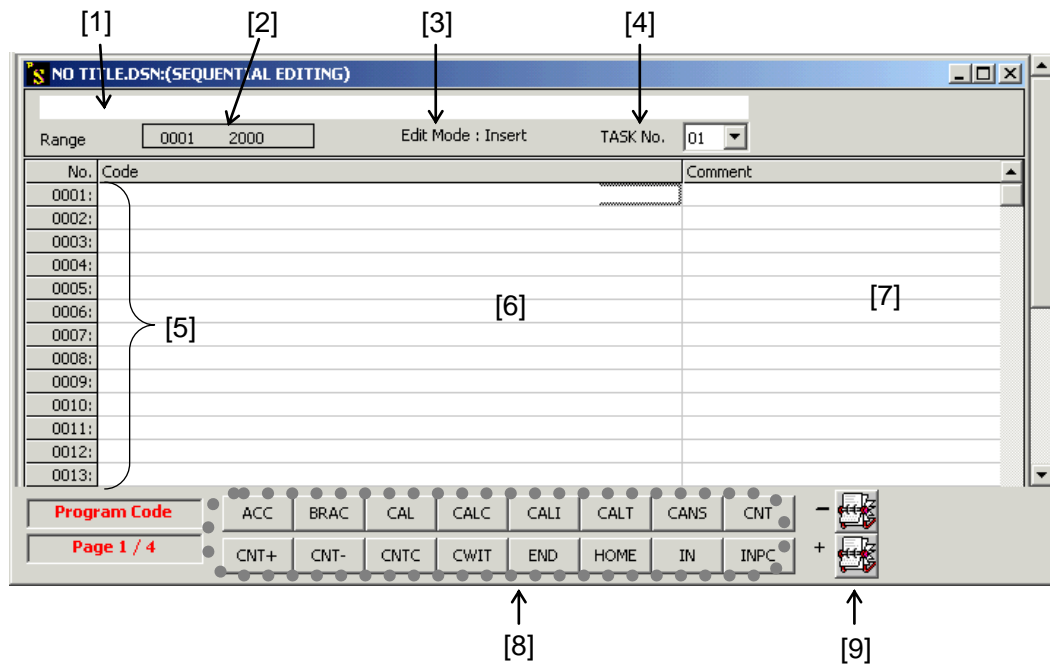 [1] [2] [3] [4]
NO TITLE.DSN:(SEQUENTIAL EDITING)
Range 0001 2000 Edit Mode : Insert TASK No. 01
No. Code Comment
0001:
0002:
0003:
0004:
0005:
0006:
0007:
0008:
0009:
0010:
0011:
0012:
0013:
[5] [6] [7]
Program Code ACC BRAC CAL CALC CALI CALT CANS CNT -
Page 1 / 4 CNT+ CNT- CNTC CWIT END HOME IN INPC +
[8] [9]